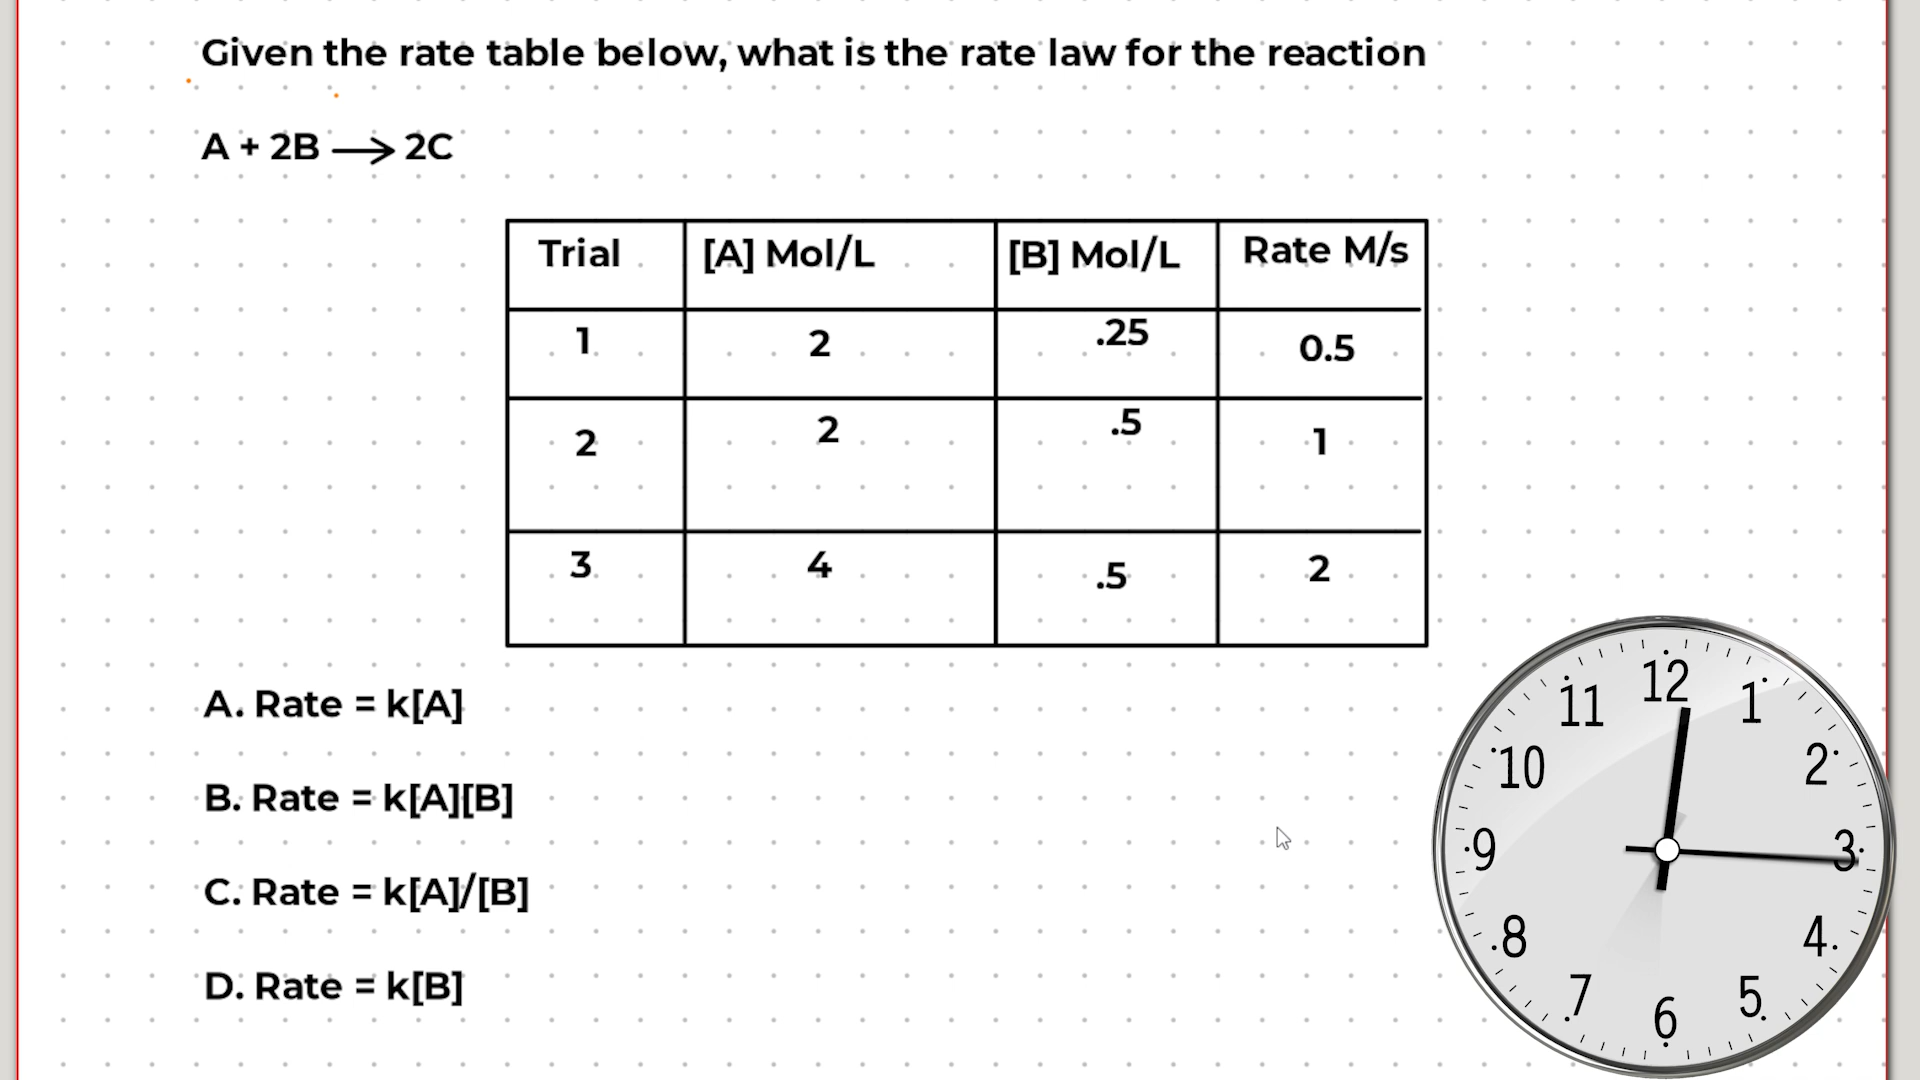 Given the rate table below, what is the rate law for the reaction
A + 2B → 2C
Trial [A] Mol/L [B] Mol/L Rate M/s
1 2 .25 0.5
2 2 .5 1
3 4 .5 2
A. Rate = k[A]
B. Rate = k[A][B]
C. Rate = k[A]/[B]
D. Rate = k[B]
12
1
2
3
4
5
6
7
8
9
10
11